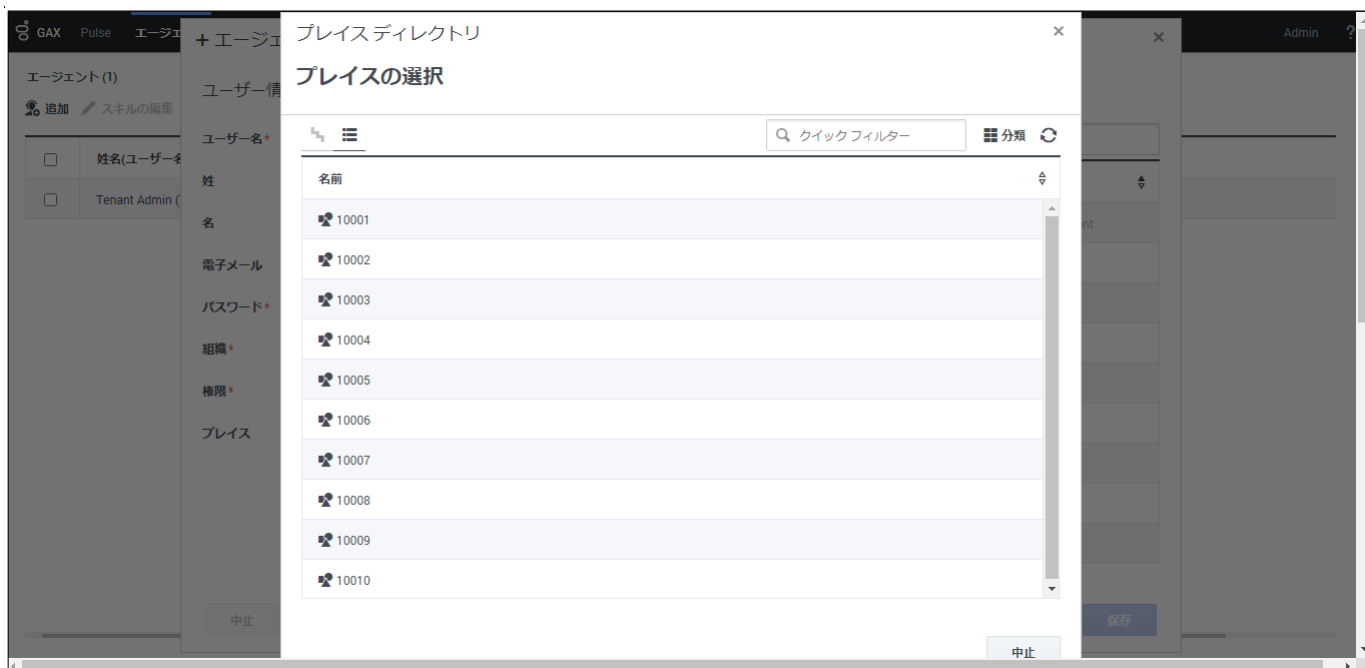 GAX Pulse エージェ Admin ?
エージェント (1)
追加 スキルの編集
姓名(ユーザー名
Tenant Admin (
+ エージェ
ユーザー情
ユーザー名*
姓
名
電子メール
パスワード*
組織*
権限*
プレイス
中止
プレイス ディレクトリ
プレイスの選択
クイック フィルター 分類
名前
10001
10002
10003
10004
10005
10006
10007
10008
10009
10010
中止
nt
保存